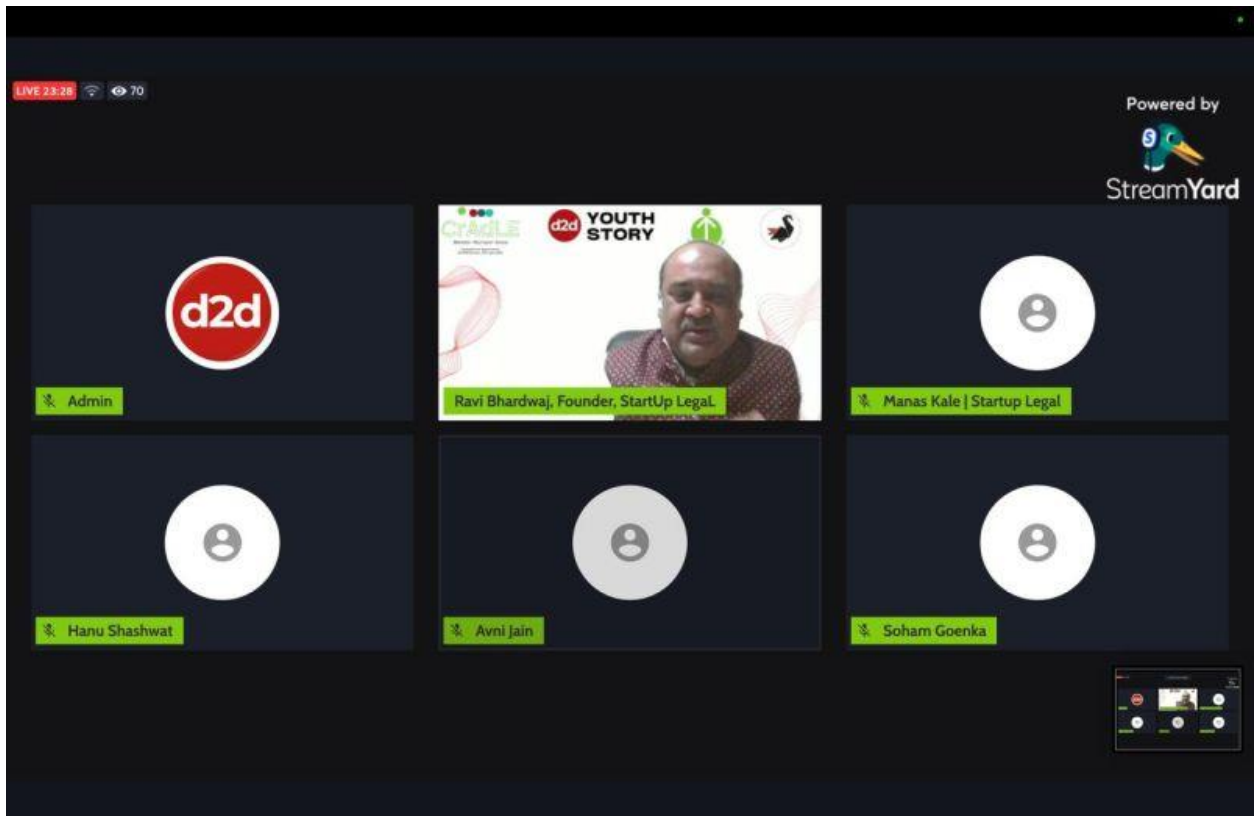 LIVE 23:28 70
Powered by
S
StreamYard
d2d
Admin
CrAdLE
d2d YOUTH
STORY
Ravi Bhardwaj, Founder, StartUp LegaL
Manas Kale | Startup Legal
Hanu Shashwat
Avni Jain
Soham Goenka